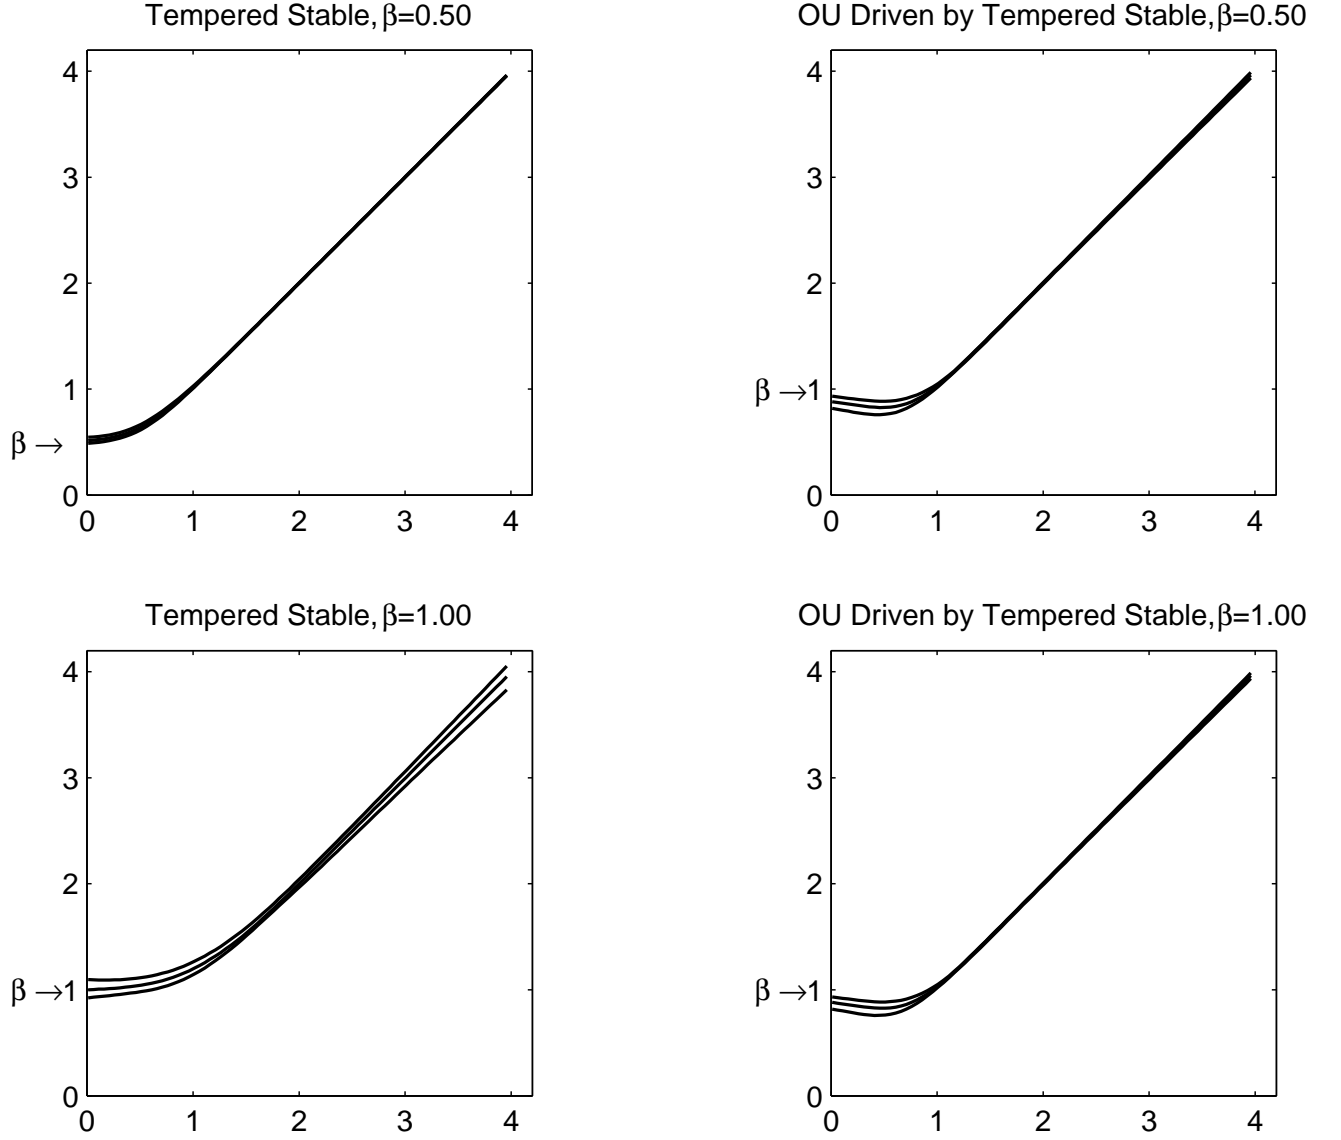 Tempered Stable, β=0.50
4
3
2
1
β →
0
0 1 2 3 4
OU Driven by Tempered Stable,β=0.50
4
3
2
β →1
0
0 1 2 3 4
Tempered Stable, β=1.00
4
3
2
β →1
0
0 1 2 3 4
OU Driven by Tempered Stable,β=1.00
4
3
2
β →1
0
0 1 2 3 4